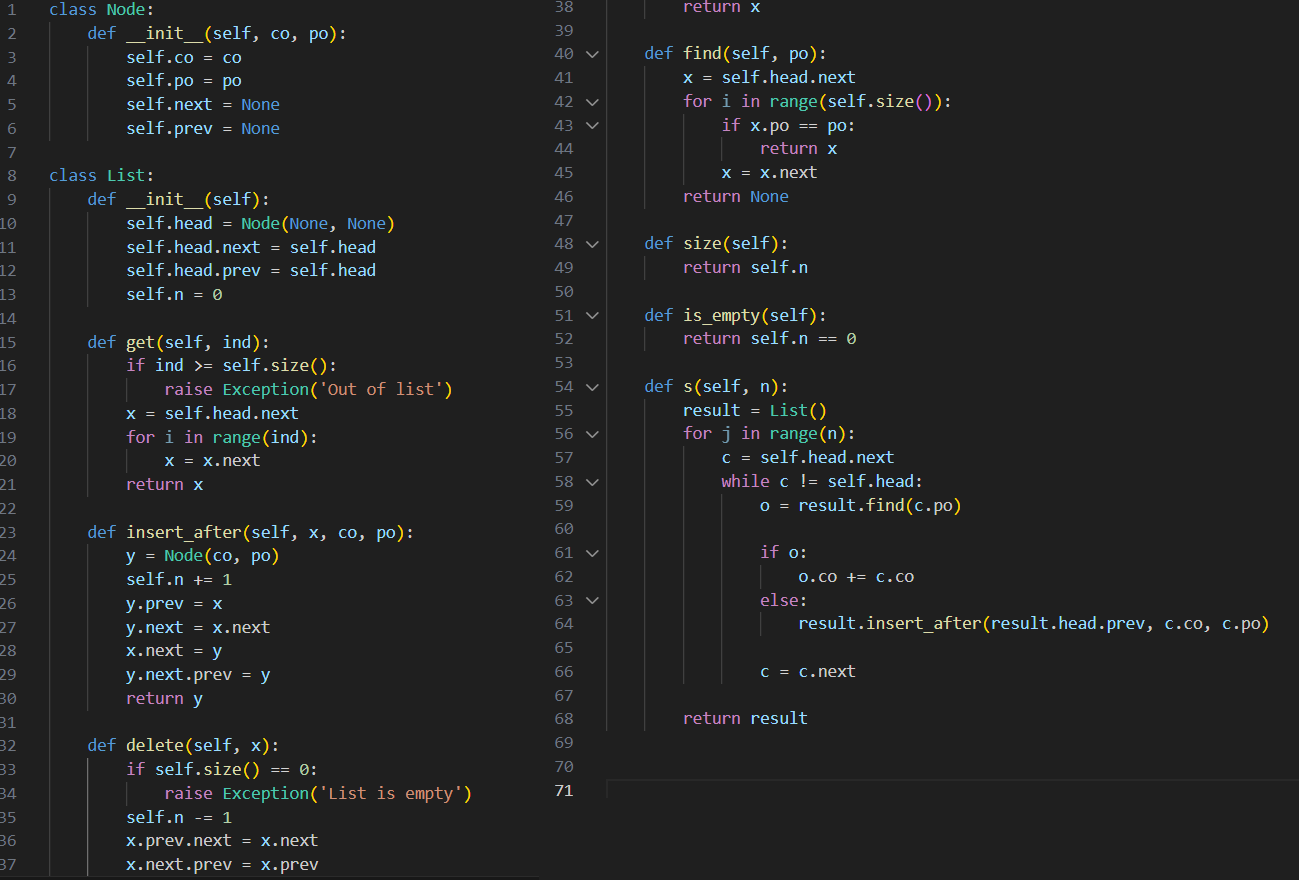 1 class Node:
2     def __init__(self, co, po):
3         self.co = co
4         self.po = po
5         self.next = None
6         self.prev = None
7
8 class List:
9     def __init__(self):
10         self.head = Node(None, None)
11         self.head.next = self.head
12         self.head.prev = self.head
13         self.n = 0
14
15     def get(self, ind):
16         if ind >= self.size():
17             raise Exception('Out of list')
18         x = self.head.next
19         for i in range(ind):
20             x = x.next
21         return x
22
23     def insert_after(self, x, co, po):
24         y = Node(co, po)
25         self.n += 1
26         y.prev = x
27         y.next = x.next
28         x.next = y
29         y.next.prev = y
30         return y
31
32     def delete(self, x):
33         if self.size() == 0:
34             raise Exception('List is empty')
35         self.n -= 1
36         x.prev.next = x.next
37         x.next.prev = x.prev
38         return x
39
40     def find(self, po):
41         x = self.head.next
42         for i in range(self.size()):
43             if x.po == po:
44                 return x
45             x = x.next
46         return None
47
48     def size(self):
49         return self.n
50
51     def is_empty(self):
52         return self.n == 0
53
54     def s(self, n):
55         result = List()
56         for j in range(n):
57             c = self.head.next
58             while c != self.head:
59                 o = result.find(c.po)
60
61                 if o:
62                     o.co += c.co
63                 else:
64                     result.insert_after(result.head.prev, c.co, c.po)
65
66                 c = c.next
67
68         return result
69
70
71